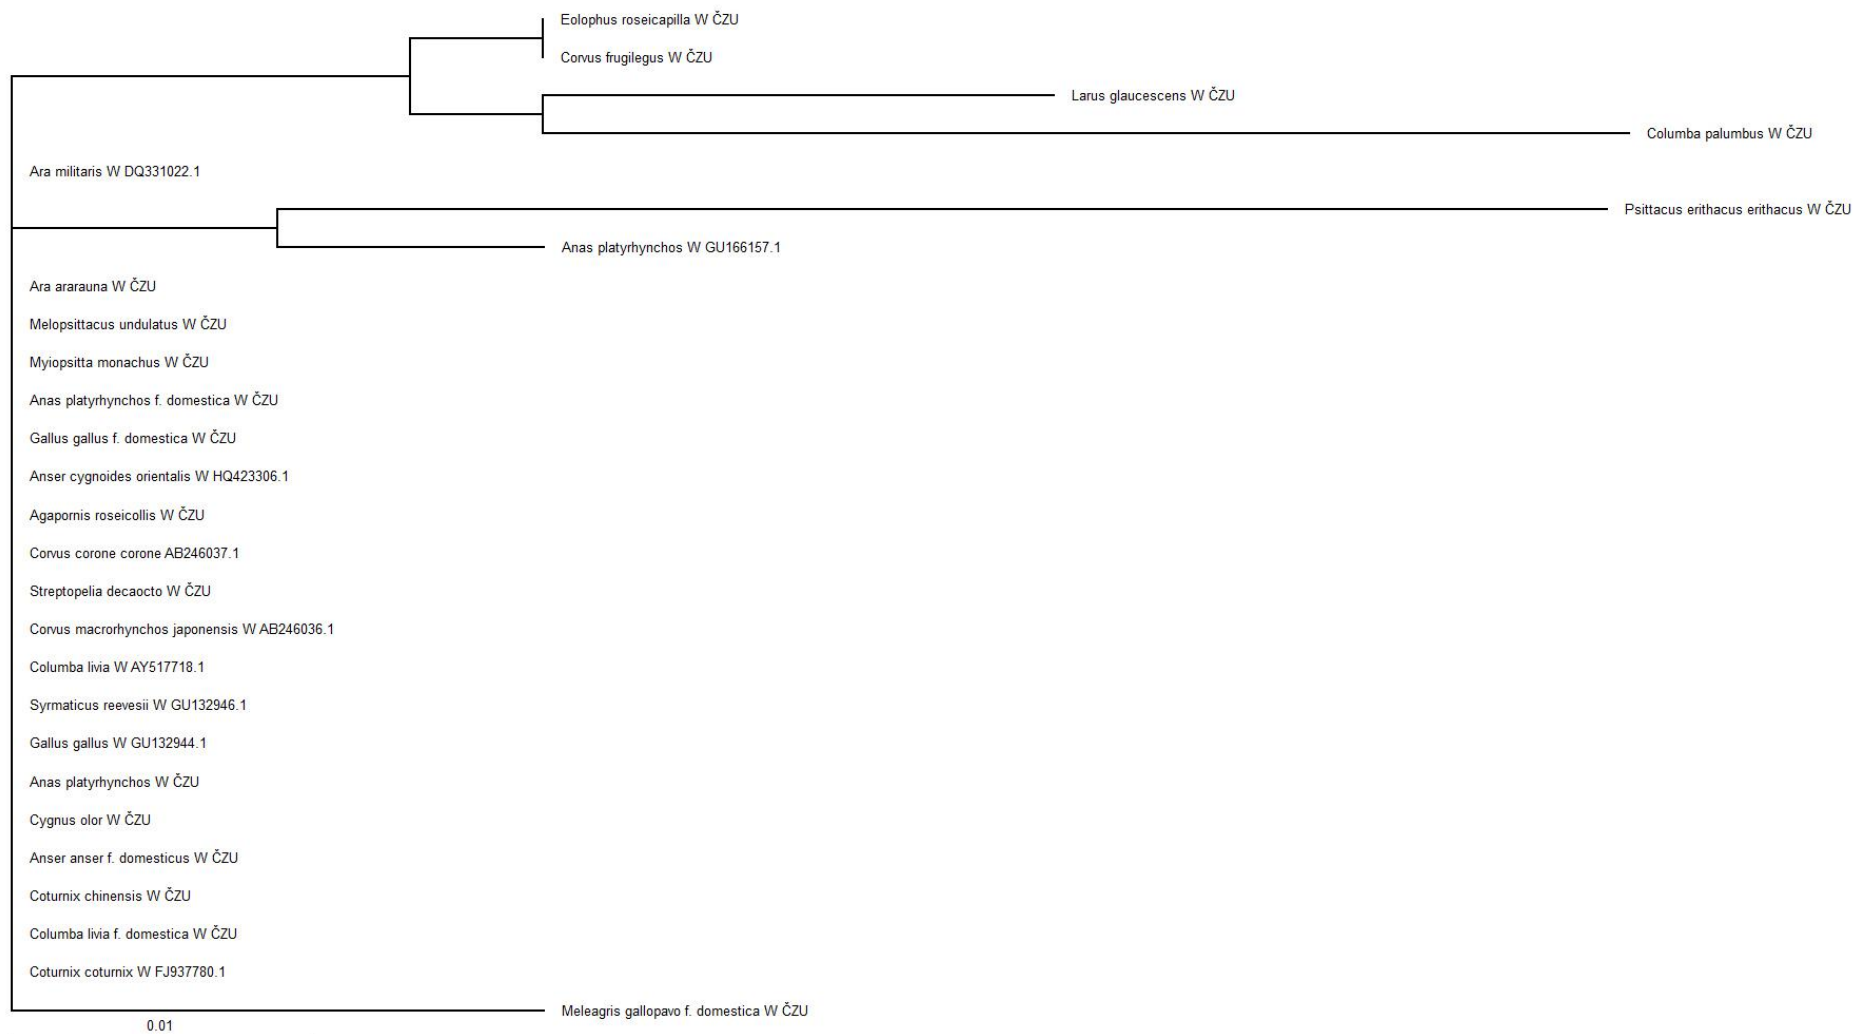 Eolophus roseicapilla W ČZU
Corvus frugilegus W ČZU
Larus glaucescens W ČZU
Columba palumbus W ČZU
Ara militaris W DQ331022.1
Psittacus erithacus erithacus W ČZU
Anas platyrhynchos W GU166157.1
Ara ararauna W ČZU
Melopsittacus undulatus W ČZU
Myiopsitta monachus W ČZU
Anas platyrhynchos f. domestica W ČZU
Gallus gallus f. domestica W ČZU
Anser cygnoides orientalis W HQ423306.1
Agapornis roseicollis W ČZU
Corvus corone corone AB246037.1
Streptopelia decaocto W ČZU
Corvus macrorhynchos japonensis W AB246036.1
Columba livia W AY517718.1
Syrmaticus reevesii W GU132946.1
Gallus gallus W GU132944.1
Anas platyrhynchos W ČZU
Cygnus olor W ČZU
Anser anser f. domesticus W ČZU
Coturnix chinensis W ČZU
Columba livia f. domestica W ČZU
Coturnix coturnix W FJ937780.1
Meleagris gallopavo f. domestica W ČZU
0.01